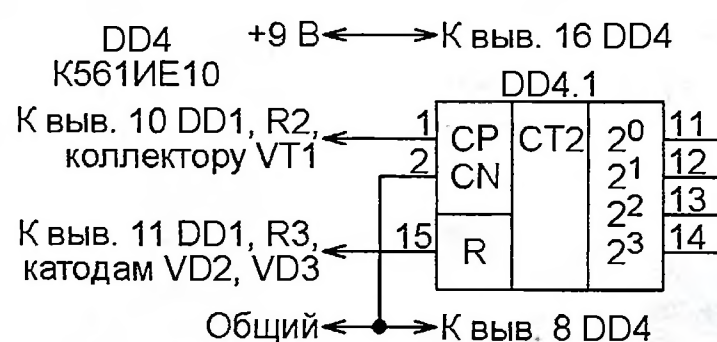 DD4 +9 В К выв. 16 DD4
К561ИЕ10 DD4.1
К выв. 10 DD1, R2, 1 CP CT2 2⁰ 11
коллектору VT1 2 CN 2¹ 12
2² 13
К выв. 11 DD1, R3, 15 R 2³ 14
катодам VD2, VD3
Общий К выв. 8 DD4